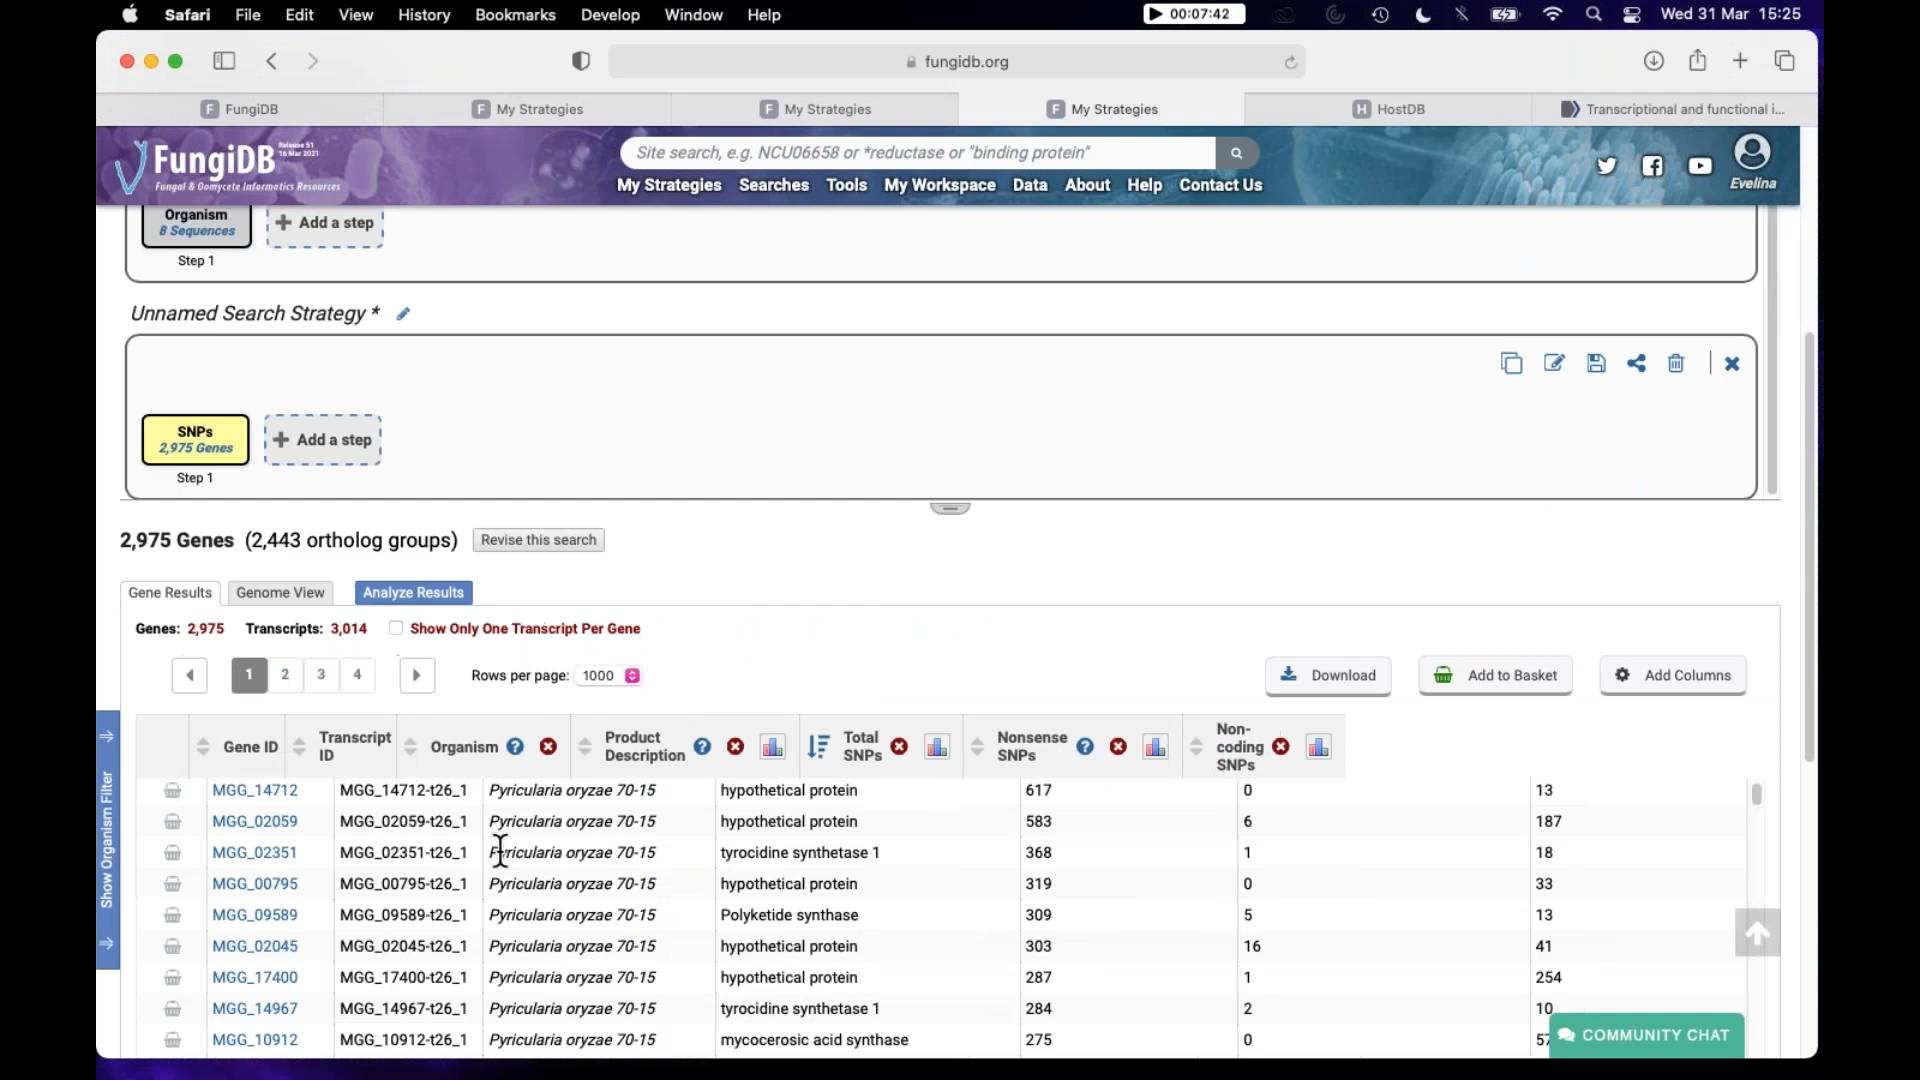 Safari File Edit View History Bookmarks Develop Window Help 00:07:42 Wed 31 Mar 15:25
fungidb.org
F FungiDB F My Strategies F My Strategies F My Strategies H HostDB Transcriptional and functional i...
FungiDB Release 51 16 Mar 2021
Fungal & Oomycete Informatics Resources
Site search, e.g. NCU06658 or *reductase or "binding protein"
My Strategies Searches Tools My Workspace Data About Help Contact Us
Evelina
Organism
8 Sequences
+ Add a step
Step 1
Unnamed Search Strategy *
SNPs
2,975 Genes
+ Add a step
Step 1
2,975 Genes (2,443 ortholog groups) Revise this search
Gene Results Genome View Analyze Results
Genes: 2,975 Transcripts: 3,014 Show Only One Transcript Per Gene
1 2 3 4 Rows per page: 1000 Download Add to Basket Add Columns
Show Organism Filter
Gene ID Transcript ID Organism ? Product Description ? Total SNPs Nonsense SNPs ? Non-coding SNPs
MGG_14712 MGG_14712-t26_1 Pyricularia oryzae 70-15 hypothetical protein 617 0 13
MGG_02059 MGG_02059-t26_1 Pyricularia oryzae 70-15 hypothetical protein 583 6 187
MGG_02351 MGG_02351-t26_1 Pyricularia oryzae 70-15 tyrocidine synthetase 1 368 1 18
MGG_00795 MGG_00795-t26_1 Pyricularia oryzae 70-15 hypothetical protein 319 0 33
MGG_09589 MGG_09589-t26_1 Pyricularia oryzae 70-15 Polyketide synthase 309 5 13
MGG_02045 MGG_02045-t26_1 Pyricularia oryzae 70-15 hypothetical protein 303 16 41
MGG_17400 MGG_17400-t26_1 Pyricularia oryzae 70-15 hypothetical protein 287 1 254
MGG_14967 MGG_14967-t26_1 Pyricularia oryzae 70-15 tyrocidine synthetase 1 284 2 10
MGG_10912 MGG_10912-t26_1 Pyricularia oryzae 70-15 mycocerosic acid synthase 275 0
COMMUNITY CHAT